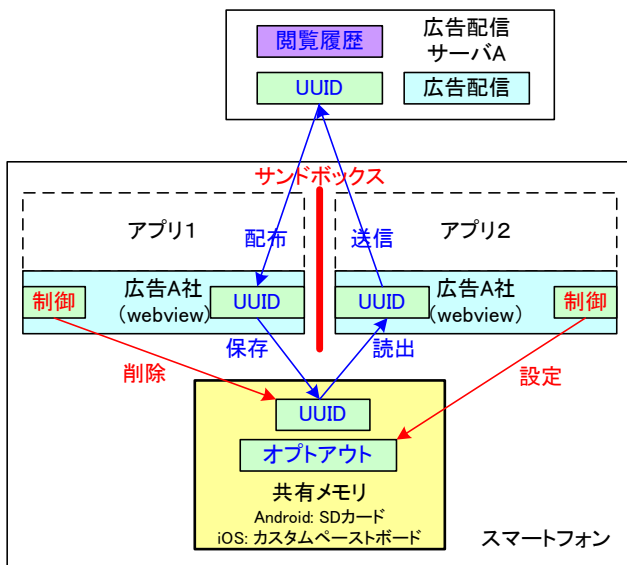 閲覧履歴
広告配信
サーバA
UUID
広告配信
サンドボックス
アプリ1
アプリ2
配布
送信
制御
広告A社
(webview)
UUID
UUID
広告A社
(webview)
制御
保存
読出
削除
設定
UUID
オプトアウト
共有メモリ
Android: SDカード
iOS: カスタムペーストボード
スマートフォン